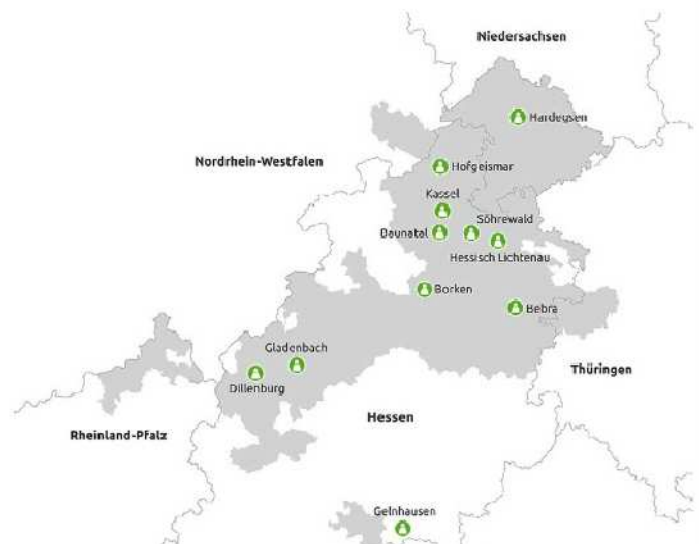 Niedersachsen
Hardegsen
Nordrhein-Westfalen
Hofgeismar
Kassel
Söhrewald
Baunatal
Hessisch Lichtenau
Borken
Bebra
Gladenbach
Thüringen
Dillenburg
Hessen
Rheinland-Pfalz
Gelnhausen